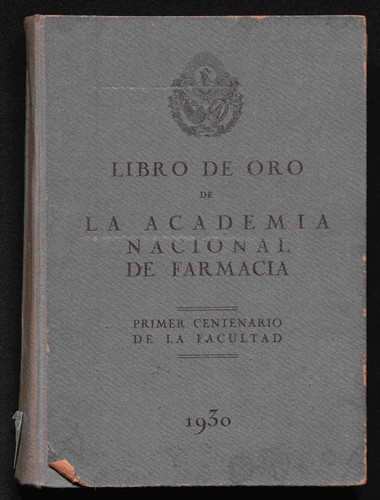 LIBRO DE ORO
DE
LA ACADEMIA
NACIONAL
DE FARMACIA
PRIMER CENTENARIO
DE LA FACULTAD
1930